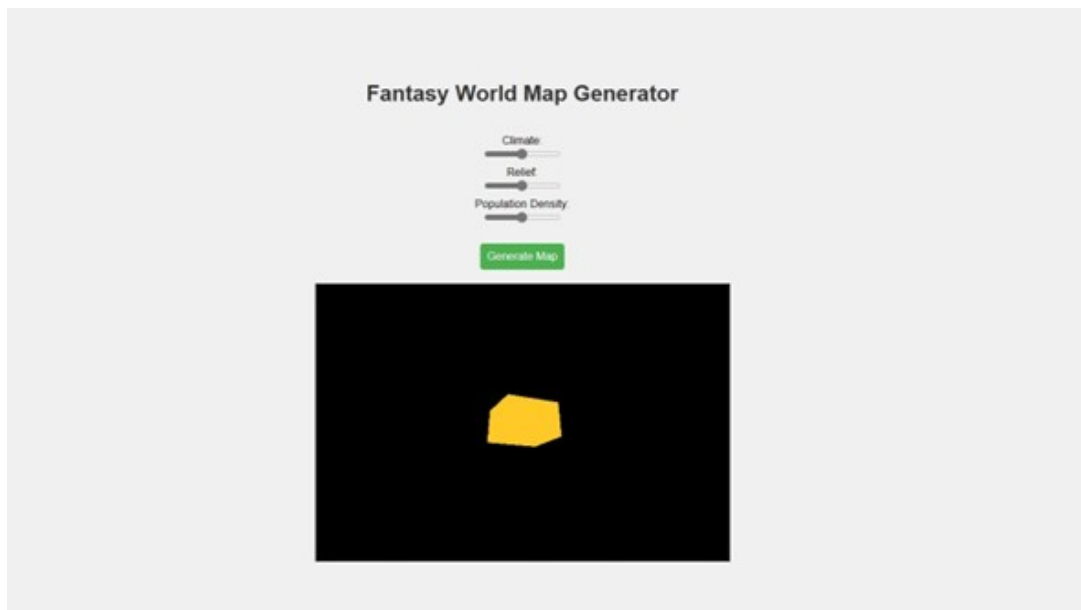 Fantasy World Map Generator
Climate:
Relief:
Population Density:
Generate Map